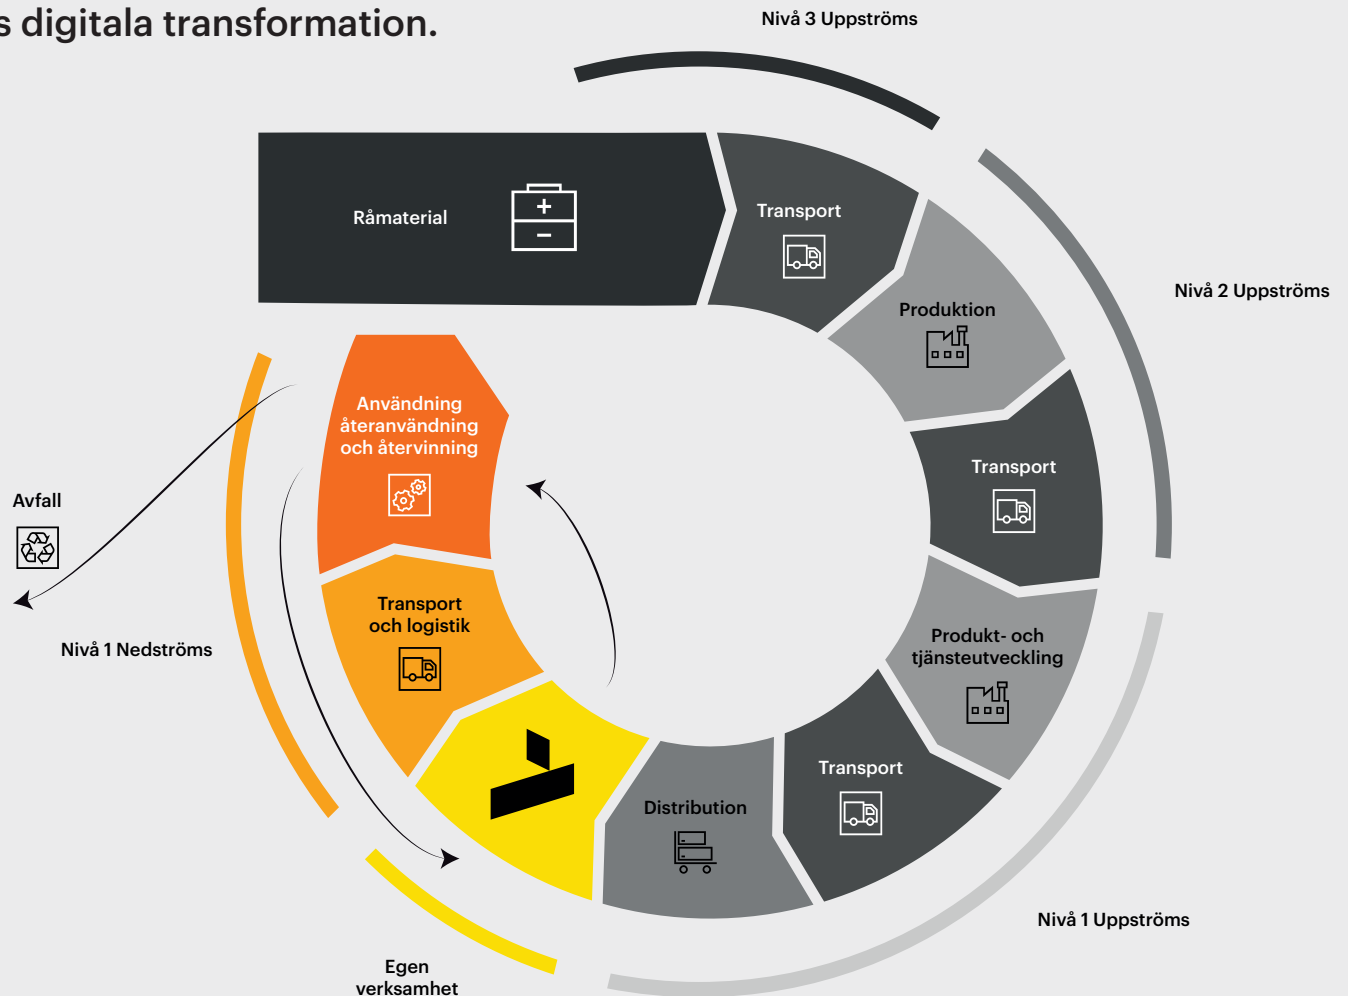 s digitala transformation.
Nivå 3 Uppströms
Råmaterial
+
−
Transport
Produktion
Nivå 2 Uppströms
Transport
Produkt- och
tjänsteutveckling
Nivå 1 Uppströms
Transport
Distribution
Egen
verksamhet
Transport
och logistik
Nivå 1 Nedströms
Användning
återanvändning
och återvinning
Avfall